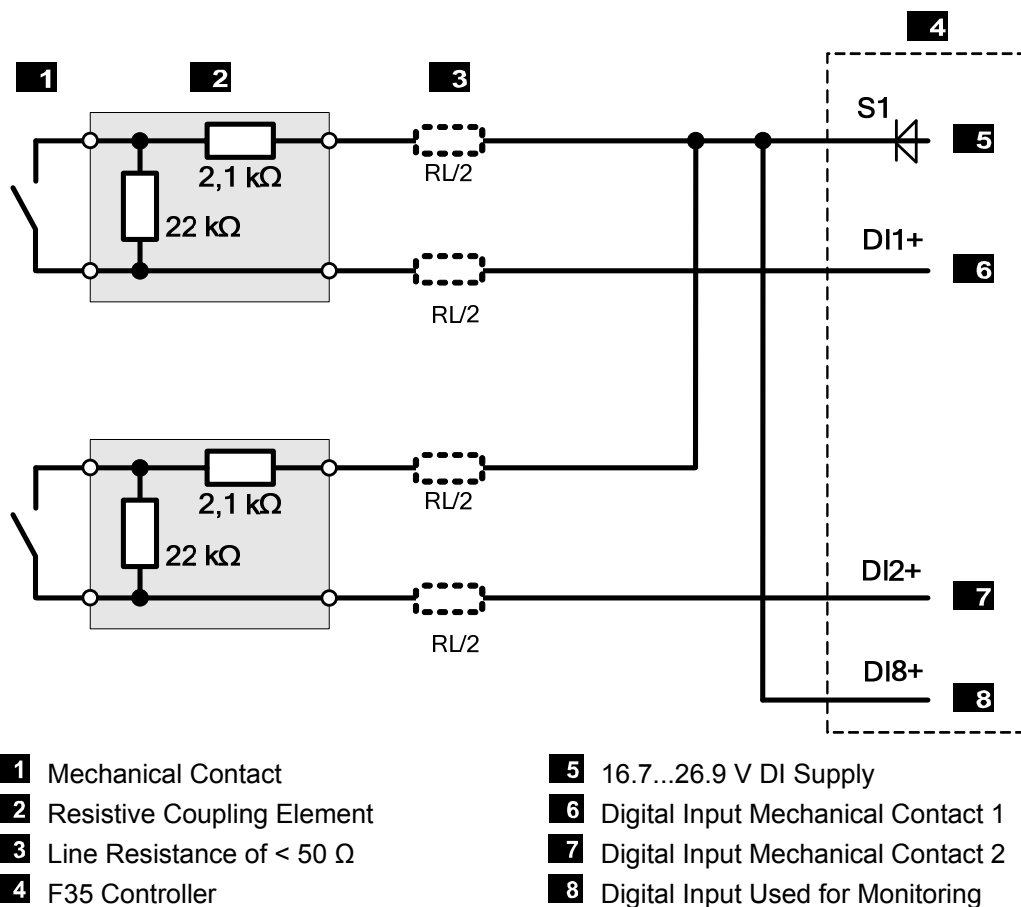 4
1 2 3
S1
5
2,1 kΩ
RL/2
22 kΩ
DI1+
6
RL/2
2,1 kΩ
RL/2
22 kΩ
DI2+
7
RL/2
DI8+
8
1 Mechanical Contact
2 Resistive Coupling Element
3 Line Resistance of < 50 Ω
4 F35 Controller
5 16.7...26.9 V DI Supply
6 Digital Input Mechanical Contact 1
7 Digital Input Mechanical Contact 2
8 Digital Input Used for Monitoring